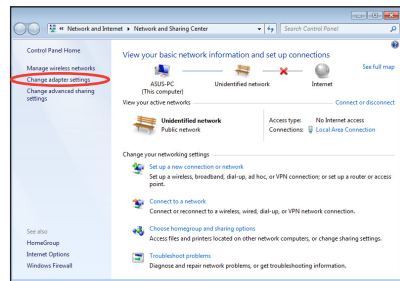 « Network and Internet ▸ Network and Sharing Center
Search Control Panel
Control Panel Home
Manage wireless networks
Change adapter settings
Change advanced sharing
settings
View your basic network information and set up connections
See full map
ASUS-PC
(This computer)
Unidentified network
Internet
View your active networks
Connect or disconnect
Unidentified network
Public network
Access type: No Internet access
Connections: Local Area Connection
Change your networking settings
Set up a new connection or network
Set up a wireless, broadband, dial-up, ad hoc, or VPN connection; or set up a router or access
point.
Connect to a network
Connect or reconnect to a wireless, wired, dial-up, or VPN network connection.
Choose homegroup and sharing options
Access files and printers located on other network computers, or change sharing settings.
Troubleshoot problems
Diagnose and repair network problems, or get troubleshooting information.
See also
HomeGroup
Internet Options
Windows Firewall